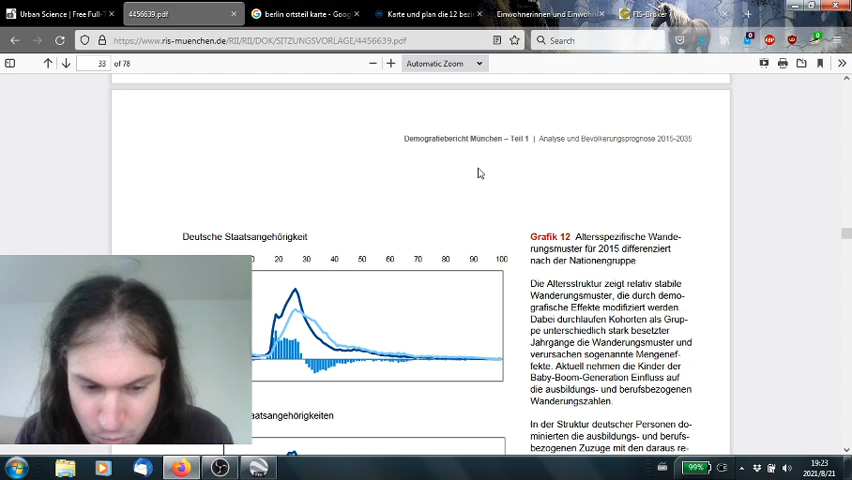 Urban Science | Free Full-T
4456639.pdf
berlin ortsteil karte - Goog
Karte und plan die 12 bezir
Einwohnerinnen und Einwohn
FIS-Broker
https://www.ris-muenchen.de/RII/RII/DOK/SITZUNGSVORLAGE/4456639.pdf
Search
33 of 78
Automatic Zoom
Demografiebericht München – Teil 1 | Analyse und Bevölkerungsprognose 2015-2035
Deutsche Staatsangehörigkeit
10 20 30 40 50 60 70 80 90 100
Grafik 12 Altersspezifische Wande-
rungsmuster für 2015 differenziert
nach der Nationengruppe
Die Altersstruktur zeigt relativ stabile
Wanderungsmuster, die durch demo-
grafische Effekte modifiziert werden.
Dabei durchlaufen Kohorten als Grup-
pe unterschiedlich stark besetzter
Jahrgänge die Wanderungsmuster und
verursachen sogenannte Mengenef-
fekte. Aktuell nehmen die Kinder der
Baby-Boom-Generation Einfluss auf
die ausbildungs- und berufsbezogenen
Wanderungszahlen.
Staatsangehörigkeiten
In der Struktur deutscher Personen do-
minierten die ausbildungs- und berufs-
bezogenen Zuzüge mit den daraus re-
99%
19:23
2021/8/21